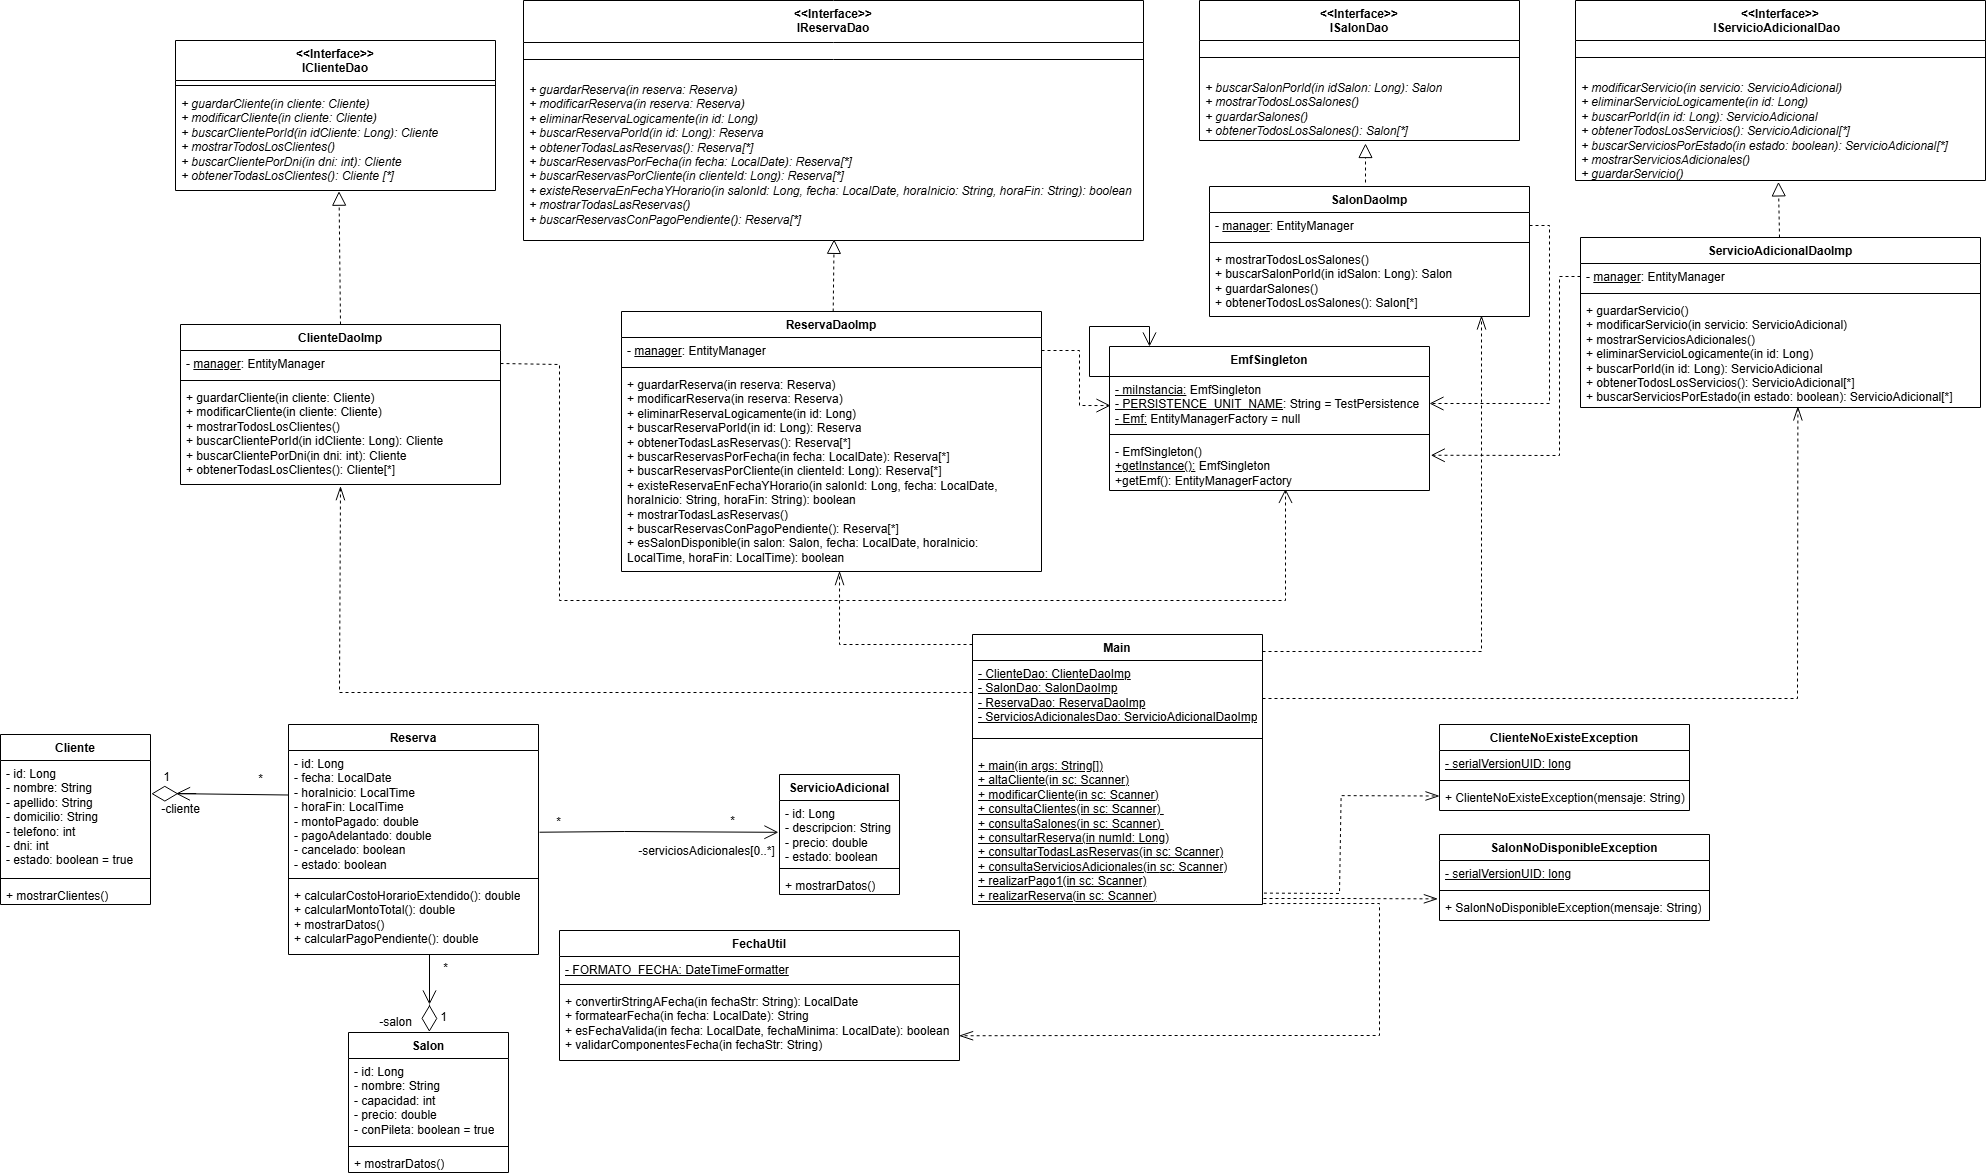 <<Interface>>
IClienteDao
+ guardarCliente(in cliente: Cliente)
+ modificarCliente(in cliente: Cliente)
+ buscarClientePorId(in idCliente: Long): Cliente
+ mostrarTodosLosClientes()
+ buscarClientePorDni(in dni: int): Cliente
+ obtenerTodasLosClientes(): Cliente [*]
<<Interface>>
IReservaDao
+ guardarReserva(in reserva: Reserva)
+ modificarReserva(in reserva: Reserva)
+ eliminarReservaLogicamente(in id: Long)
+ buscarReservaPorId(in id: Long): Reserva
+ obtenerTodasLasReservas(): Reserva[*]
+ buscarReservasPorFecha(in fecha: LocalDate): Reserva[*]
+ buscarReservasPorCliente(in clienteId: Long): Reserva[*]
+ existeReservaEnFechaYHorario(in salonId: Long, fecha: LocalDate, horaInicio: String, horaFin: String): boolean
+ mostrarTodasLasReservas()
+ buscarReservasConPagoPendiente(): Reserva[*]
<<Interface>>
ISalonDao
+ buscarSalonPorId(in idSalon: Long): Salon
+ mostrarTodosLosSalones()
+ guardarSalones()
+ obtenerTodosLosSalones(): Salon[*]
<<Interface>>
IServicioAdicionalDao
+ modificarServicio(in servicio: ServicioAdicional)
+ eliminarServicioLogicamente(in id: Long)
+ buscarPorId(in id: Long): ServicioAdicional
+ obtenerTodosLosServicios(): ServicioAdicional[*]
+ buscarServiciosPorEstado(in estado: boolean): ServicioAdicional[*]
+ mostrarServiciosAdicionales()
+ guardarServicio()
SalonDaoImp
- manager: EntityManager
+ mostrarTodosLosSalones()
+ buscarSalonPorId(in idSalon: Long): Salon
+ guardarSalones()
+ obtenerTodosLosSalones(): Salon[*]
ServicioAdicionalDaoImp
- manager: EntityManager
+ guardarServicio()
+ modificarServicio(in servicio: ServicioAdicional)
+ mostrarServiciosAdicionales()
+ eliminarServicioLogicamente(in id: Long)
+ buscarPorId(in id: Long): ServicioAdicional
+ obtenerTodosLosServicios(): ServicioAdicional[*]
+ buscarServiciosPorEstado(in estado: boolean): ServicioAdicional[*]
ClienteDaoImp
- manager: EntityManager
+ guardarCliente(in cliente: Cliente)
+ modificarCliente(in cliente: Cliente)
+ mostrarTodosLosClientes()
+ buscarClientePorId(in idCliente: Long): Cliente
+ buscarClientePorDni(in dni: int): Cliente
+ obtenerTodasLosClientes(): Cliente[*]
ReservaDaoImp
- manager: EntityManager
+ guardarReserva(in reserva: Reserva)
+ modificarReserva(in reserva: Reserva)
+ eliminarReservaLogicamente(in id: Long)
+ buscarReservaPorId(in id: Long): Reserva
+ obtenerTodasLasReservas(): Reserva[*]
+ buscarReservasPorFecha(in fecha: LocalDate): Reserva[*]
+ buscarReservasPorCliente(in clienteId: Long): Reserva[*]
+ existeReservaEnFechaYHorario(in salonId: Long, fecha: LocalDate,
horaInicio: String, horaFin: String): boolean
+ mostrarTodasLasReservas()
+ buscarReservasConPagoPendiente(): Reserva[*]
+ esSalonDisponible(in salon: Salon, fecha: LocalDate, horaInicio:
LocalTime, horaFin: LocalTime): boolean
EmfSingleton
- miInstancia: EmfSingleton
- PERSISTENCE_UNIT_NAME: String = TestPersistence
- Emf: EntityManagerFactory = null
- EmfSingleton()
+getInstance(): EmfSingleton
+getEmf(): EntityManagerFactory
Main
- ClienteDao: ClienteDaoImp
- SalonDao: SalonDaoImp
- ReservaDao: ReservaDaoImp
- ServiciosAdicionalesDao: ServicioAdicionalDaoImp
+ main(in args: String[])
+ altaCliente(in sc: Scanner)
+ modificarCliente(in sc: Scanner)
+ consultaClientes(in sc: Scanner)
+ consultaSalones(in sc: Scanner)
+ consultarReserva(in numId: Long)
+ consultarTodasLasReservas(in sc: Scanner)
+ consultaServiciosAdicionales(in sc: Scanner)
+ realizarPago1(in sc: Scanner)
+ realizarReserva(in sc: Scanner)
Cliente
- id: Long
- nombre: String
- apellido: String
- domicilio: String
- telefono: int
- dni: int
- estado: boolean = true
+ mostrarClientes()
1
*
-cliente
Reserva
- id: Long
- fecha: LocalDate
- horaInicio: LocalTime
- horaFin: LocalTime
- montoPagado: double
- pagoAdelantado: double
- cancelado: boolean
- estado: boolean
+ calcularCostoHorarioExtendido(): double
+ calcularMontoTotal(): double
+ mostrarDatos()
+ calcularPagoPendiente(): double
*
*
-serviciosAdicionales[0..*]
ServicioAdicional
- id: Long
- descripcion: String
- precio: double
- estado: boolean
+ mostrarDatos()
ClienteNoExisteException
- serialVersionUID: long
+ ClienteNoExisteException(mensaje: String)
SalonNoDisponibleException
- serialVersionUID: long
+ SalonNoDisponibleException(mensaje: String)
FechaUtil
- FORMATO_FECHA: DateTimeFormatter
+ convertirStringAFecha(in fechaStr: String): LocalDate
+ formatearFecha(in fecha: LocalDate): String
+ esFechaValida(in fecha: LocalDate, fechaMinima: LocalDate): boolean
+ validarComponentesFecha(in fechaStr: String)
*
-salon
1
Salon
- id: Long
- nombre: String
- capacidad: int
- precio: double
- conPileta: boolean = true
+ mostrarDatos()